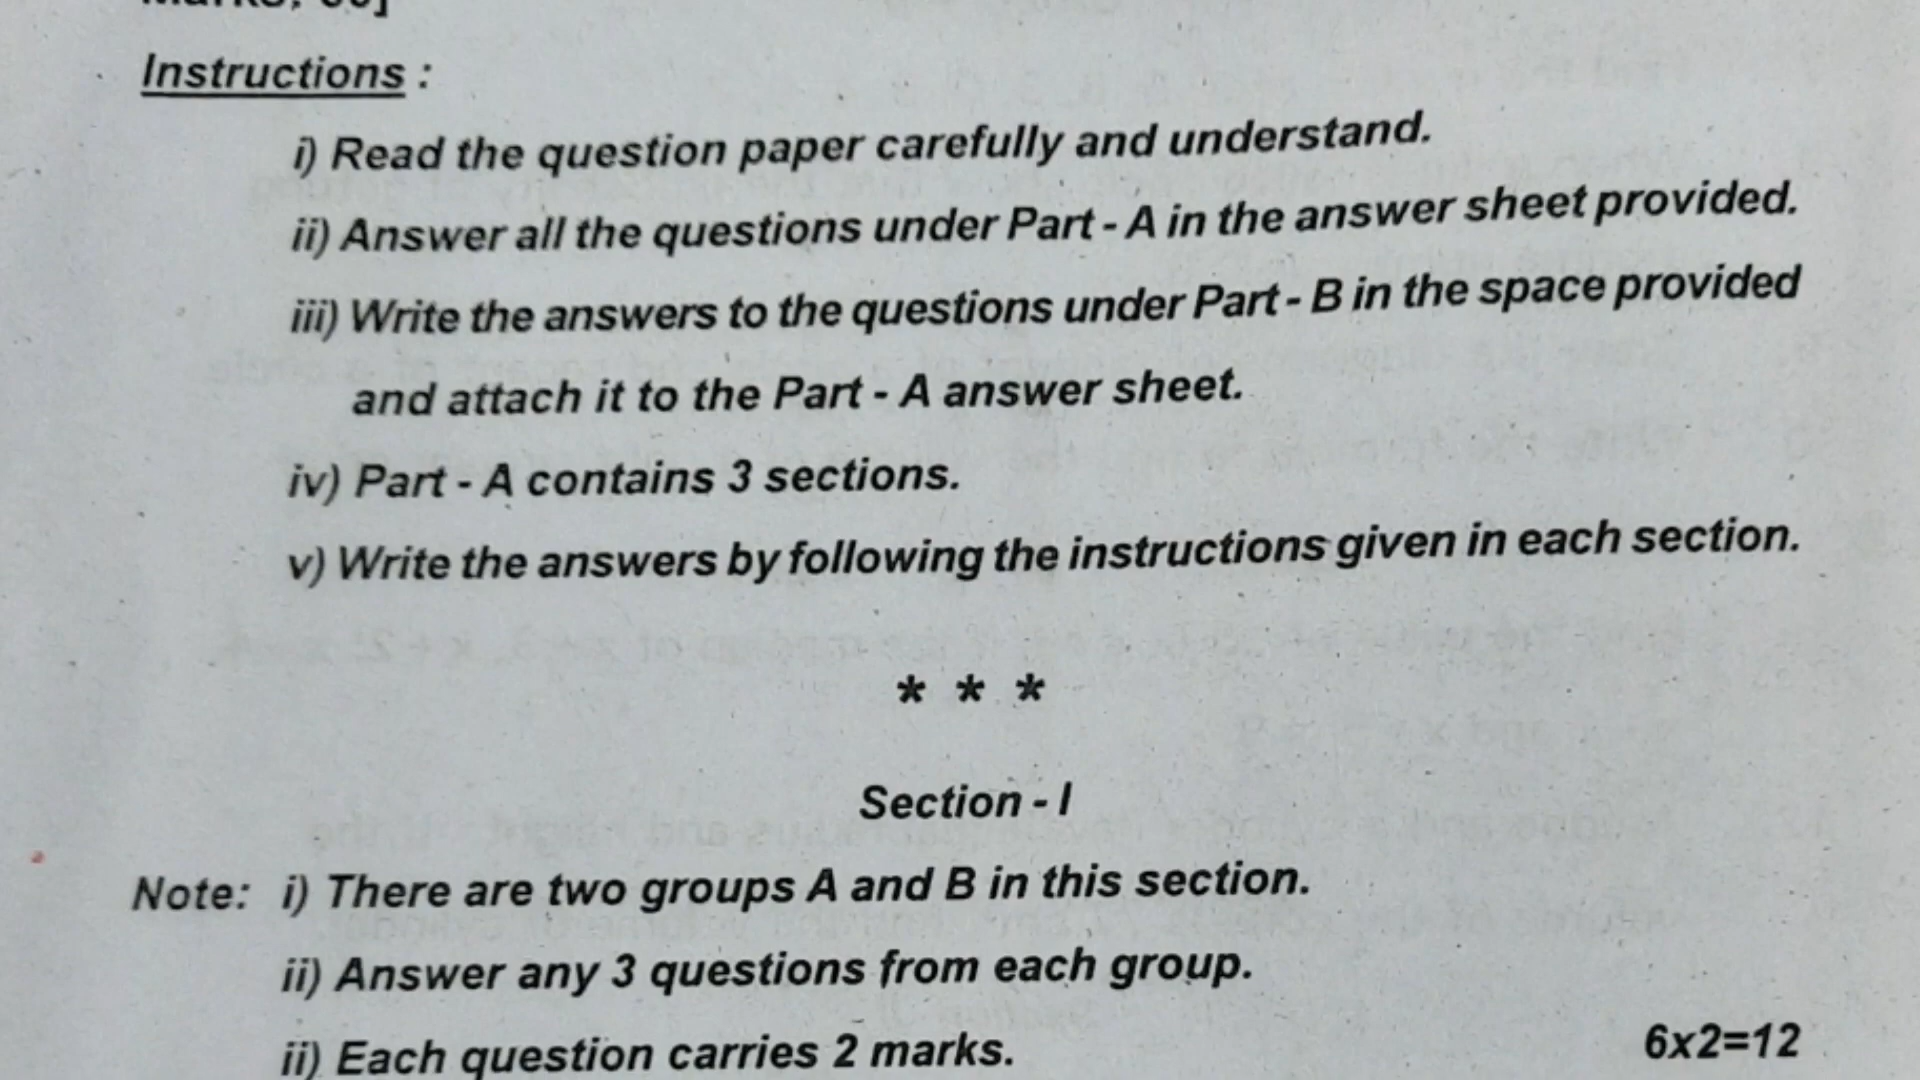 Instructions :
i) Read the question paper carefully and understand.
ii) Answer all the questions under Part - A in the answer sheet provided.
iii) Write the answers to the questions under Part - B in the space provided
and attach it to the Part - A answer sheet.
iv) Part - A contains 3 sections.
v) Write the answers by following the instructions given in each section.
* * *
Section - I
Note: i) There are two groups A and B in this section.
ii) Answer any 3 questions from each group.
ii) Each question carries 2 marks. 6x2=12